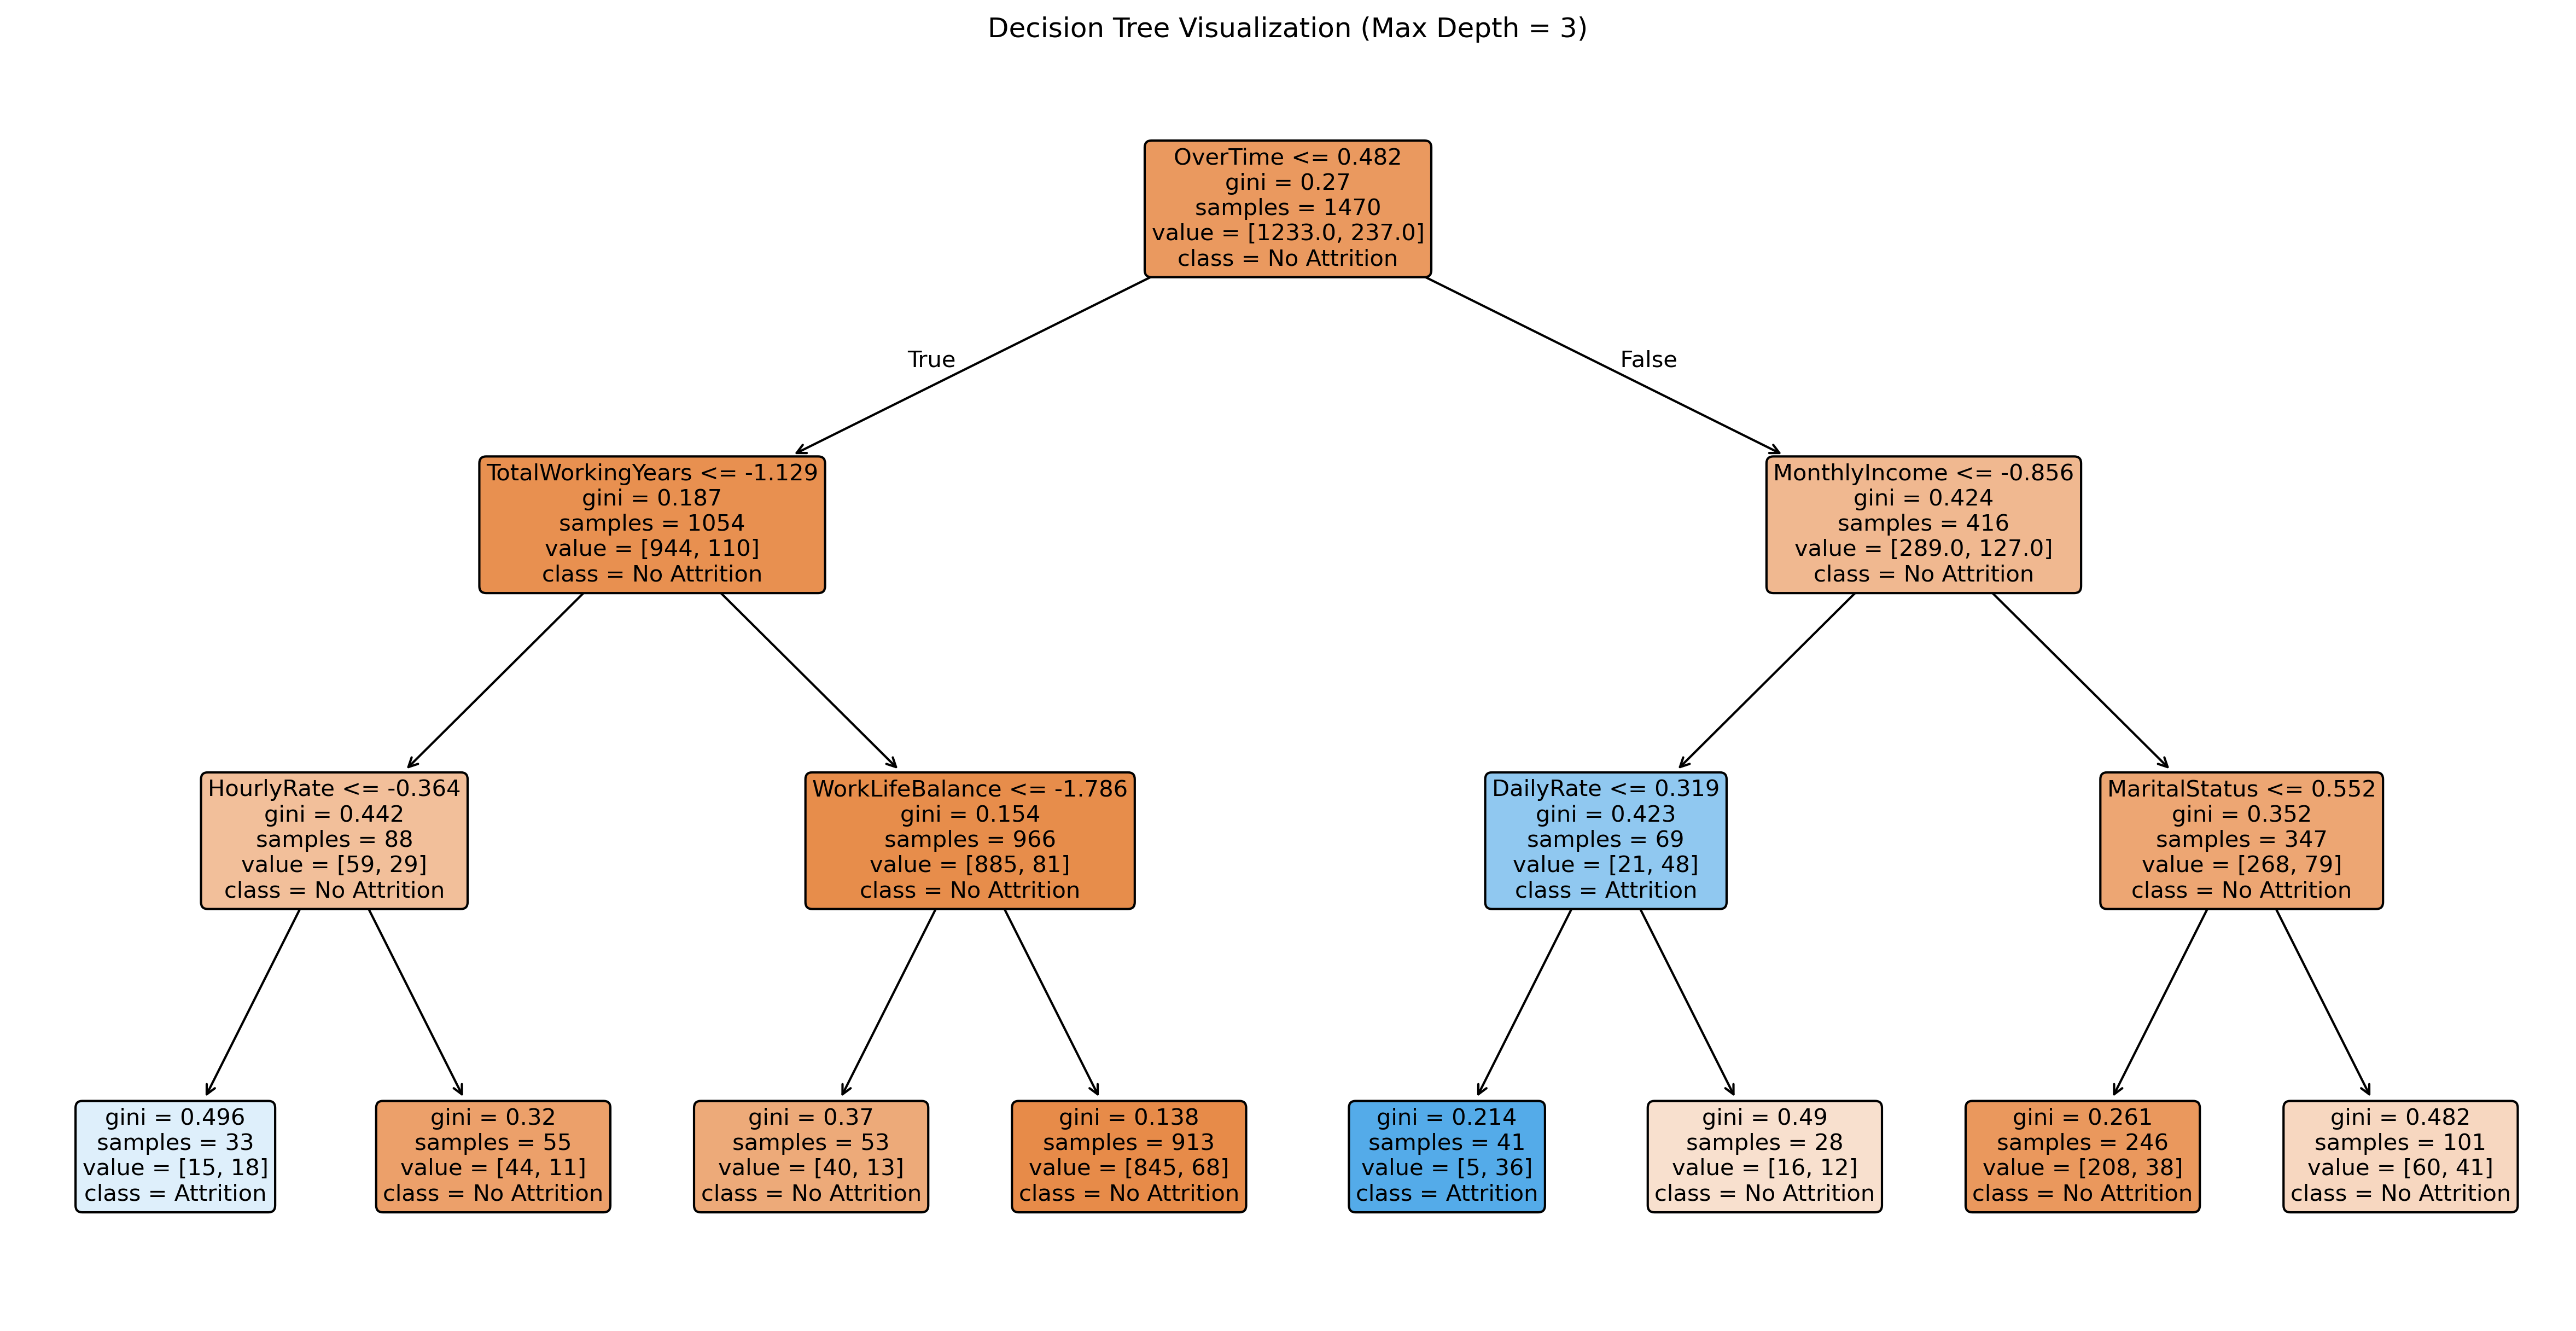 Decision Tree Visualization (Max Depth = 3)
OverTime <= 0.482
gini = 0.27
samples = 1470
value = [1233.0, 237.0]
class = No Attrition
True
False
TotalWorkingYears <= -1.129
gini = 0.187
samples = 1054
value = [944, 110]
class = No Attrition
MonthlyIncome <= -0.856
gini = 0.424
samples = 416
value = [289.0, 127.0]
class = No Attrition
HourlyRate <= -0.364
gini = 0.442
samples = 88
value = [59, 29]
class = No Attrition
WorkLifeBalance <= -1.786
gini = 0.154
samples = 966
value = [885, 81]
class = No Attrition
DailyRate <= 0.319
gini = 0.423
samples = 69
value = [21, 48]
class = Attrition
MaritalStatus <= 0.552
gini = 0.352
samples = 347
value = [268, 79]
class = No Attrition
gini = 0.496
samples = 33
value = [15, 18]
class = Attrition
gini = 0.32
samples = 55
value = [44, 11]
class = No Attrition
gini = 0.37
samples = 53
value = [40, 13]
class = No Attrition
gini = 0.138
samples = 913
value = [845, 68]
class = No Attrition
gini = 0.214
samples = 41
value = [5, 36]
class = Attrition
gini = 0.49
samples = 28
value = [16, 12]
class = No Attrition
gini = 0.261
samples = 246
value = [208, 38]
class = No Attrition
gini = 0.482
samples = 101
value = [60, 41]
class = No Attrition